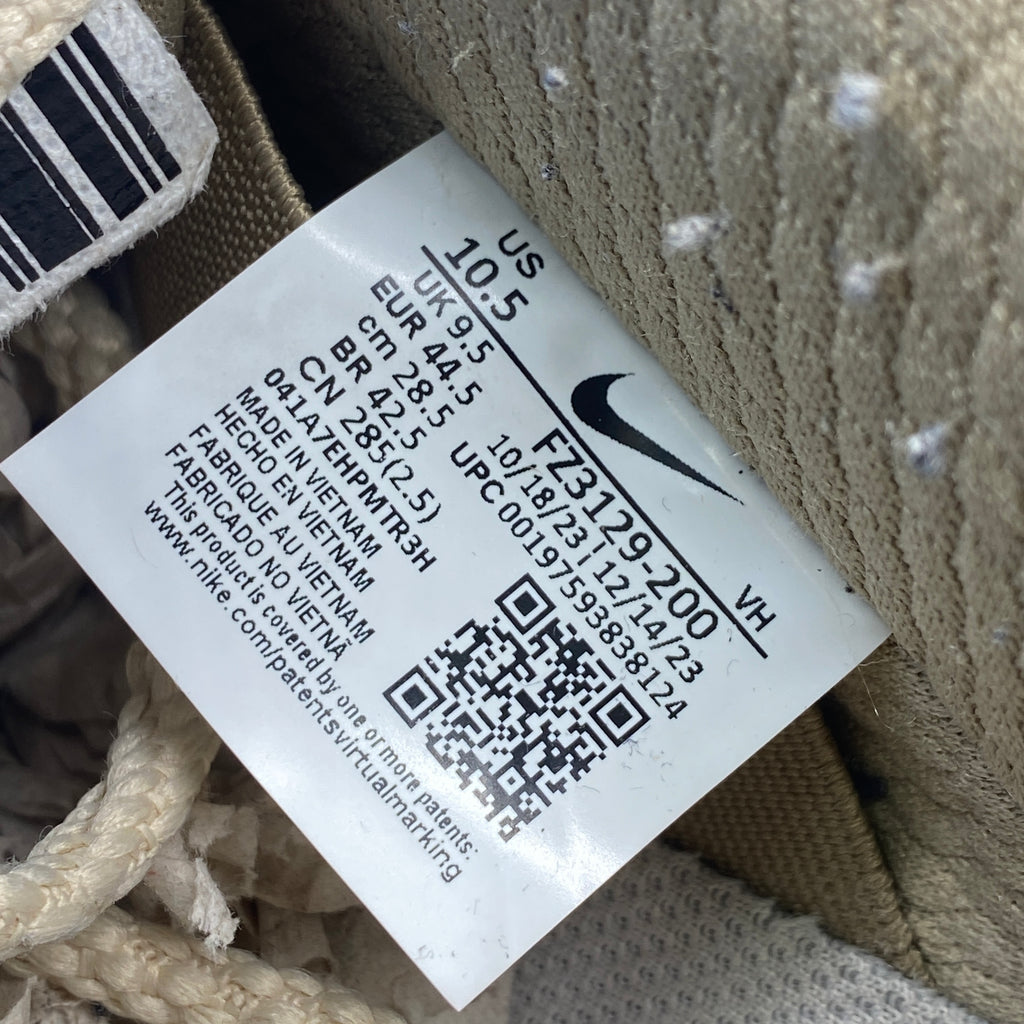 US
10.5
UK 9.5
EUR 44.5
cm 28.5
BR 42.5
CN 285(2.5)
041A7EHPMTR3H
MADE IN VIETNAM
HECHO EN VIETNAM
FABRIQUE AU VIETNAM
FABRICADO NO VIETNÃ
This product is covered by one or more patents:
www.nike.com/patentsvirtualmarking
VH
FZ3129-200
10/18/23 | 12/14/23
UPC 00197593838124